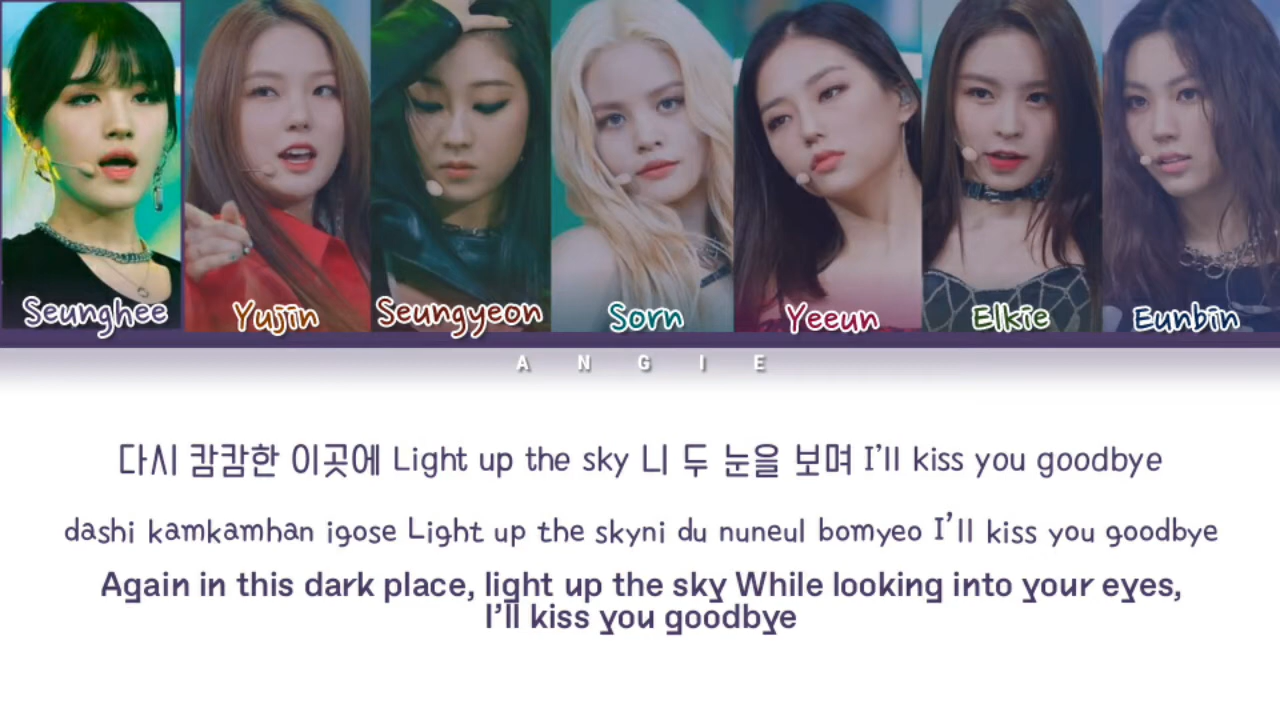 Seunghee Yujin Seungyeon Sorn Yeeun Elkie Eunbin
A N G I E
다시 캄캄한 이곳에 Light up the sky 니 두 눈을 보며 I'll kiss you goodbye
dashi kamkamhan igose Light up the skyni du nuneul bomyeo I'll kiss you goodbye
Again in this dark place, light up the sky While looking into your eyes,
I'll kiss you goodbye